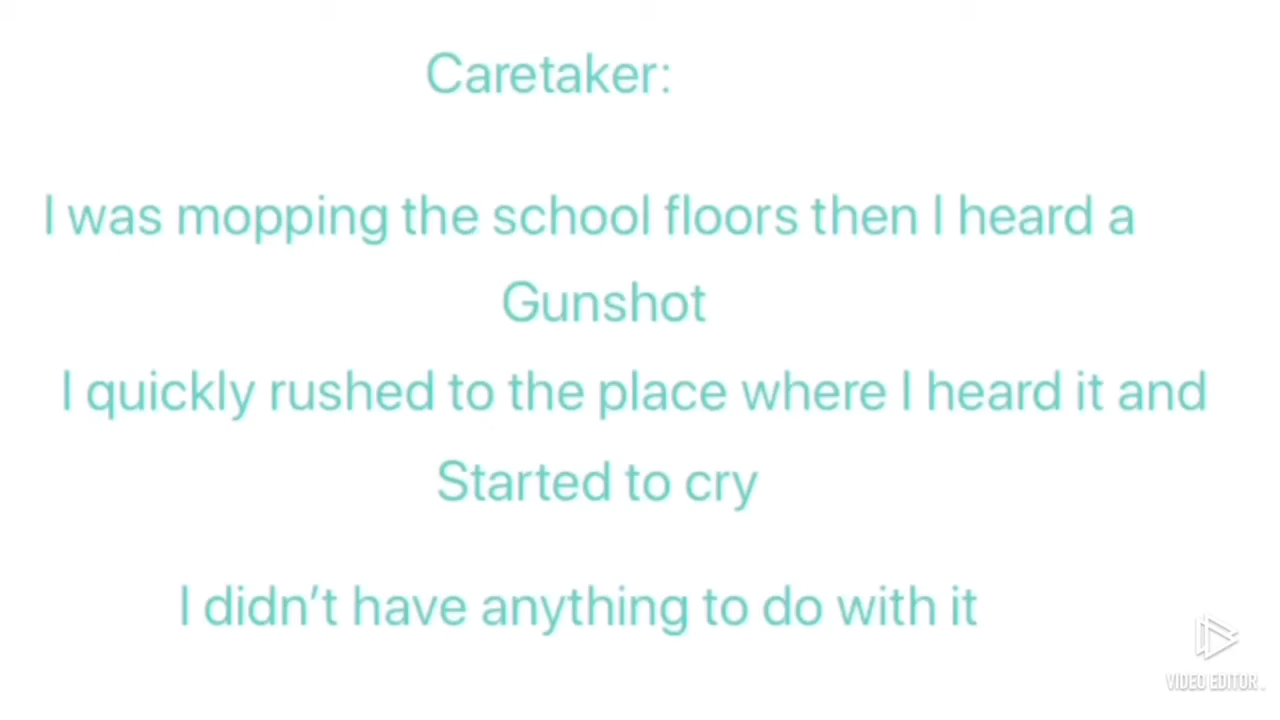 Caretaker:
I was mopping the school floors then I heard a
Gunshot
I quickly rushed to the place where I heard it and
Started to cry
I didn’t have anything to do with it
VIDEO EDITOR